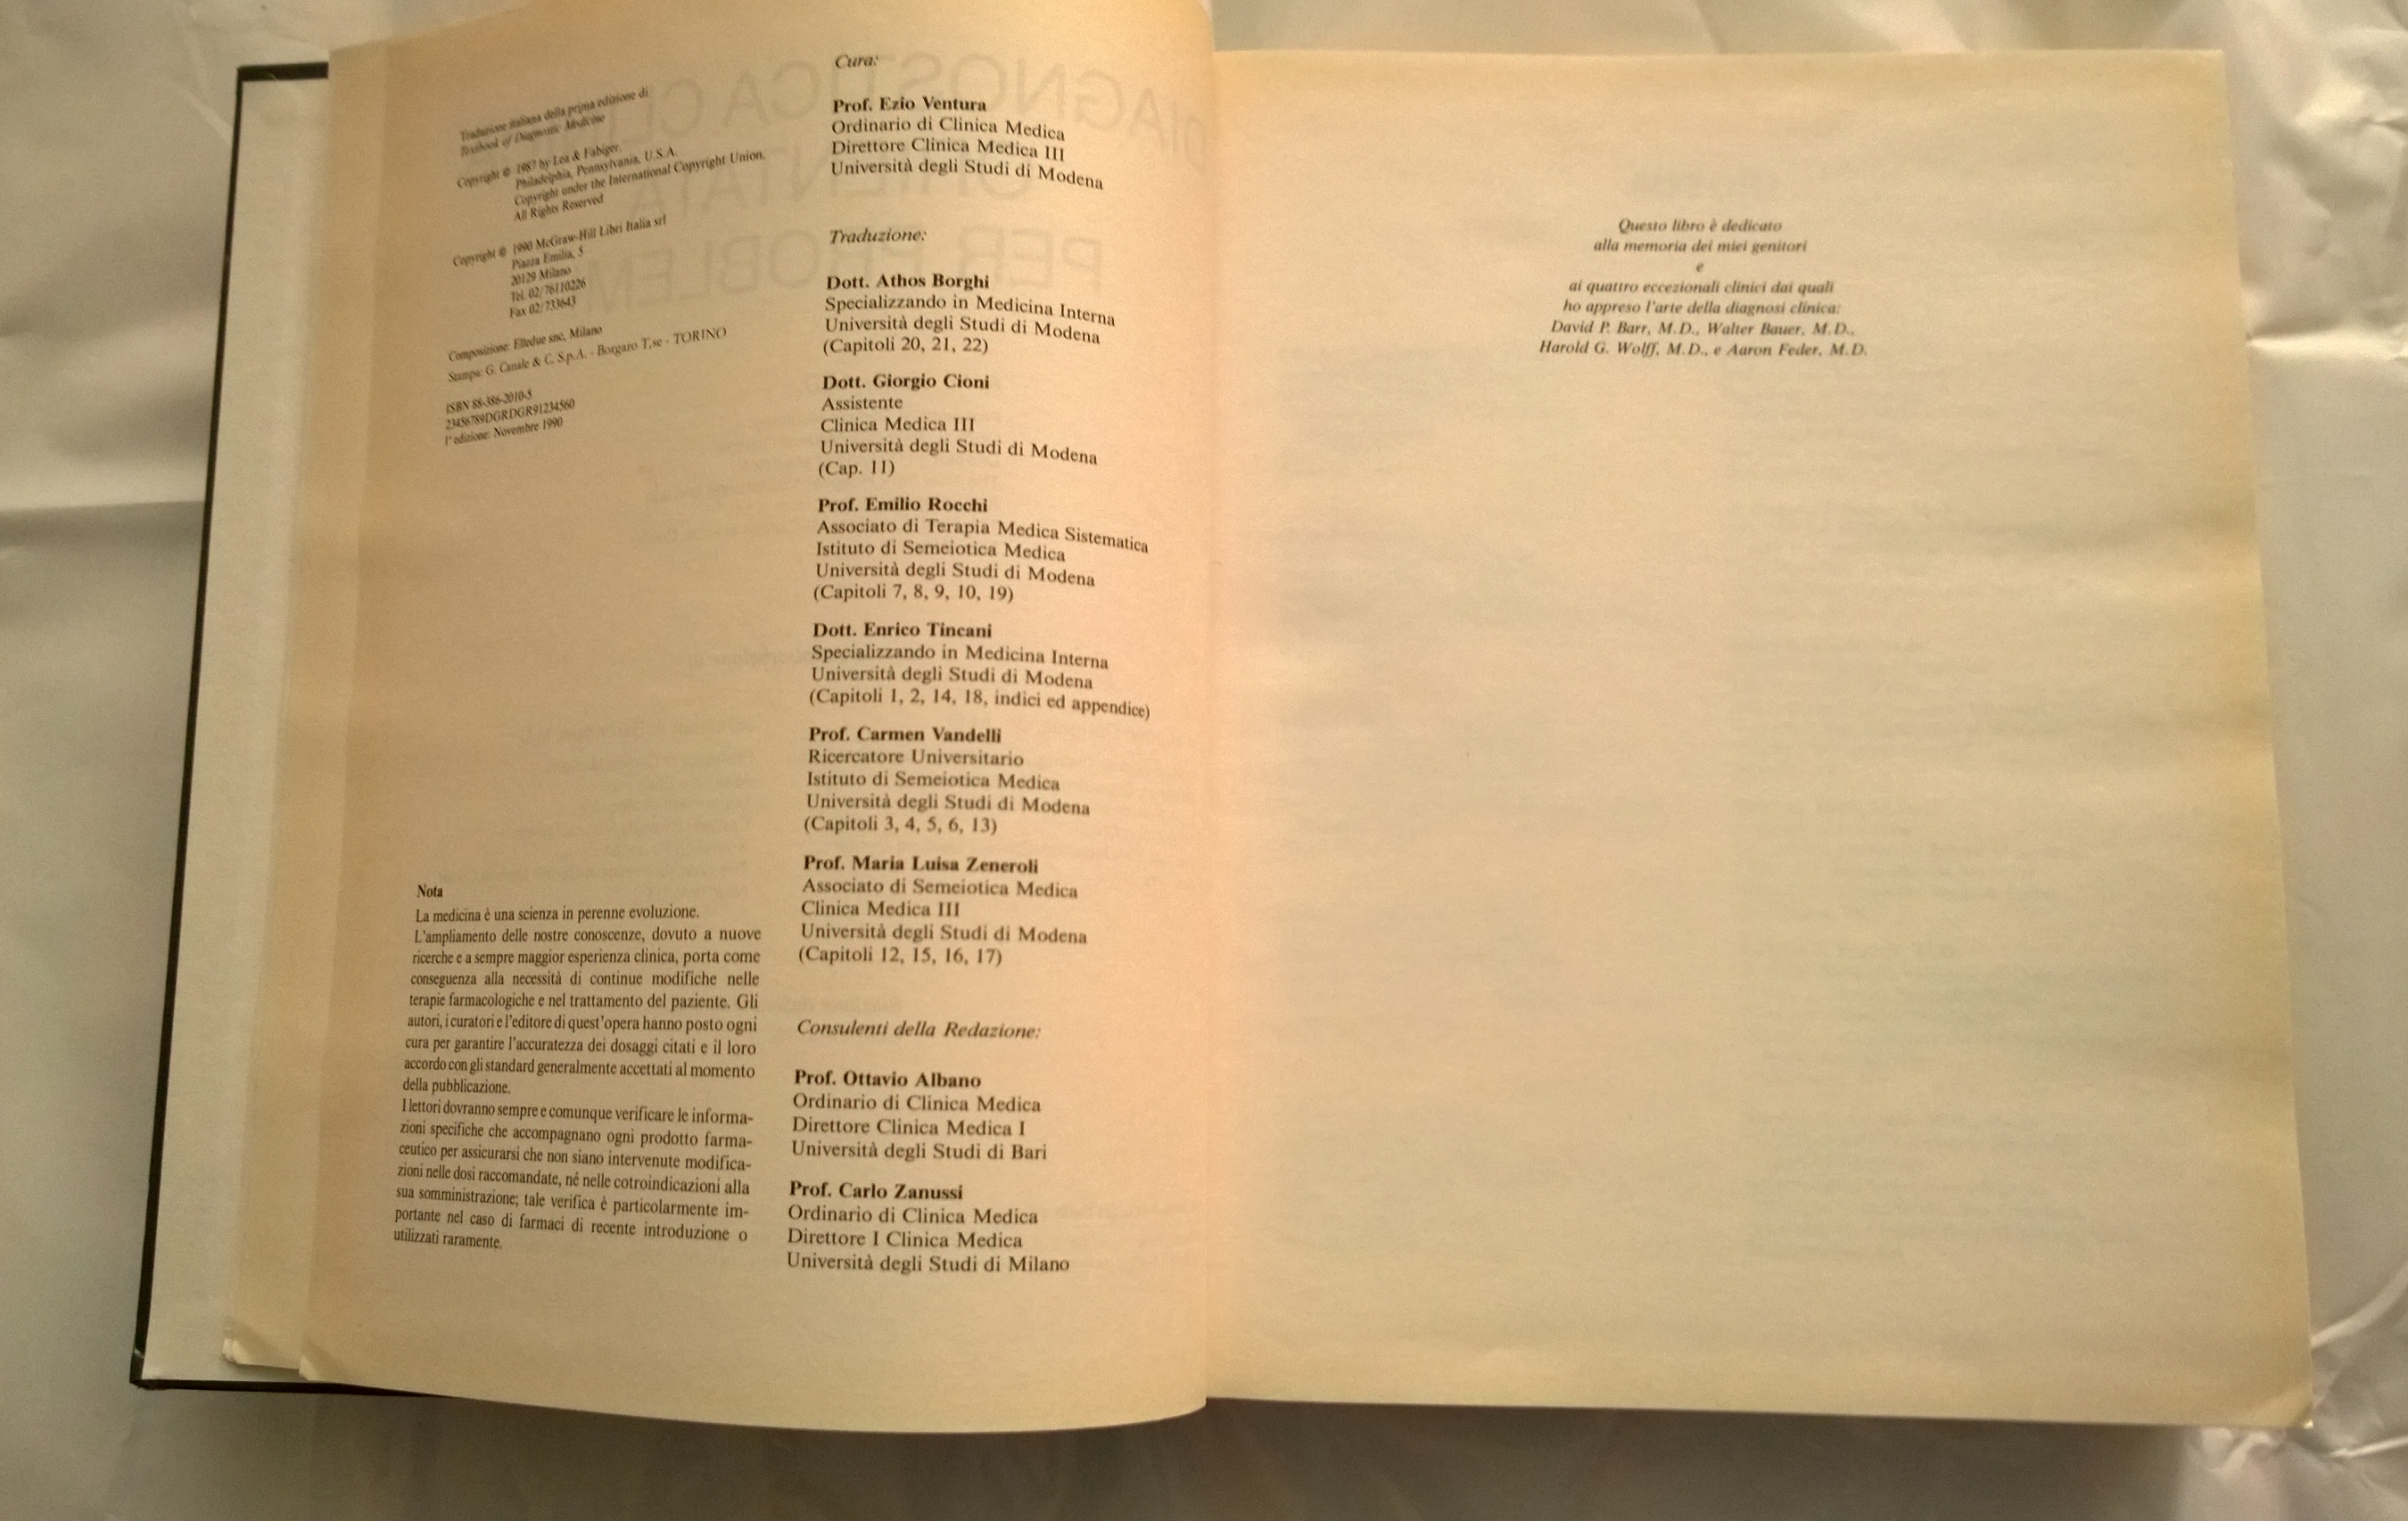 Traduzione italiana della prima edizione di
Textbook of Diagnostic Medicine
Copyright © 1987 by Lea & Fabiger.
Philadelphia, Pennsylvania, U.S.A.
Copyright under the International Copyright Union,
All Rights Reserved
Copyright © 1990 McGraw-Hill Libri Italia srl
Piazza Emilia, 5
20129 Milano
Tel. 02/76110226
Fax 02/733643
Composizione: Elledue snc, Milano
Stampa: G. Canale & C. S.p.A. - Borgaro T.se - TORINO
ISBN 88-386-2010-5
23456789DGRDGR91234560
1ª edizione: Novembre 1990
Nota
La medicina è una scienza in perenne evoluzione.
L'ampliamento delle nostre conoscenze, dovuto a nuove
ricerche e a sempre maggior esperienza clinica, porta come
conseguenza alla necessità di continue modifiche nelle
terapie farmacologiche e nel trattamento del paziente. Gli
autori, i curatori e l'editore di quest'opera hanno posto ogni
cura per garantire l'accuratezza dei dosaggi citati e il loro
accordo con gli standard generalmente accettati al momento
della pubblicazione.
I lettori dovranno sempre e comunque verificare le informa-
zioni specifiche che accompagnano ogni prodotto farma-
ceutico per assicurarsi che non siano intervenute modifica-
zioni nelle dosi raccomandate, né nelle cotroindicazioni alla
sua somministrazione; tale verifica è particolarmente im-
portante nel caso di farmaci di recente introduzione o
utilizzati raramente.
Cura:
Prof. Ezio Ventura
Ordinario di Clinica Medica
Direttore Clinica Medica III
Università degli Studi di Modena
Traduzione:
Dott. Athos Borghi
Specializzando in Medicina Interna
Università degli Studi di Modena
(Capitoli 20, 21, 22)
Dott. Giorgio Cioni
Assistente
Clinica Medica III
Università degli Studi di Modena
(Cap. 11)
Prof. Emilio Rocchi
Associato di Terapia Medica Sistematica
Istituto di Semeiotica Medica
Università degli Studi di Modena
(Capitoli 7, 8, 9, 10, 19)
Dott. Enrico Tincani
Specializzando in Medicina Interna
Università degli Studi di Modena
(Capitoli 1, 2, 14, 18, indici ed appendice)
Prof. Carmen Vandelli
Ricercatore Universitario
Istituto di Semeiotica Medica
Università degli Studi di Modena
(Capitoli 3, 4, 5, 6, 13)
Prof. Maria Luisa Zeneroli
Associato di Semeiotica Medica
Clinica Medica III
Università degli Studi di Modena
(Capitoli 12, 15, 16, 17)
Consulenti della Redazione:
Prof. Ottavio Albano
Ordinario di Clinica Medica
Direttore Clinica Medica I
Università degli Studi di Bari
Prof. Carlo Zanussi
Ordinario di Clinica Medica
Direttore I Clinica Medica
Università degli Studi di Milano
Questo libro è dedicato
alla memoria dei miei genitori
e
ai quattro eccezionali clinici dai quali
ho appreso l'arte della diagnosi clinica:
David P. Barr, M.D., Walter Bauer, M.D.,
Harold G. Wolff, M.D., e Aaron Feder, M.D.